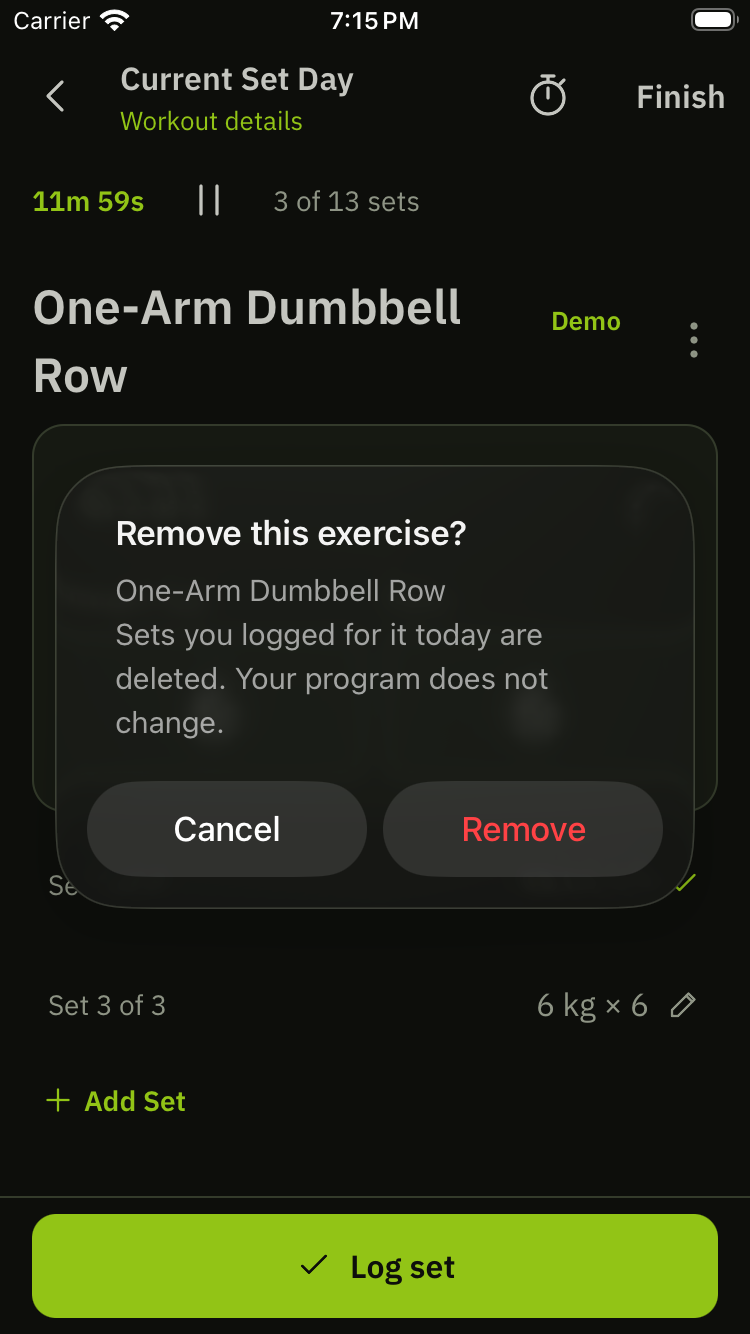 Carrier
7:15 PM
Current Set Day
Workout details
Finish
11m 59s
3 of 13 sets
One-Arm Dumbbell
Row
Demo
Remove this exercise?
One-Arm Dumbbell Row
Sets you logged for it today are
deleted. Your program does not
change.
Cancel
Remove
Set 3 of 3
6 kg × 6
Add Set
Log set